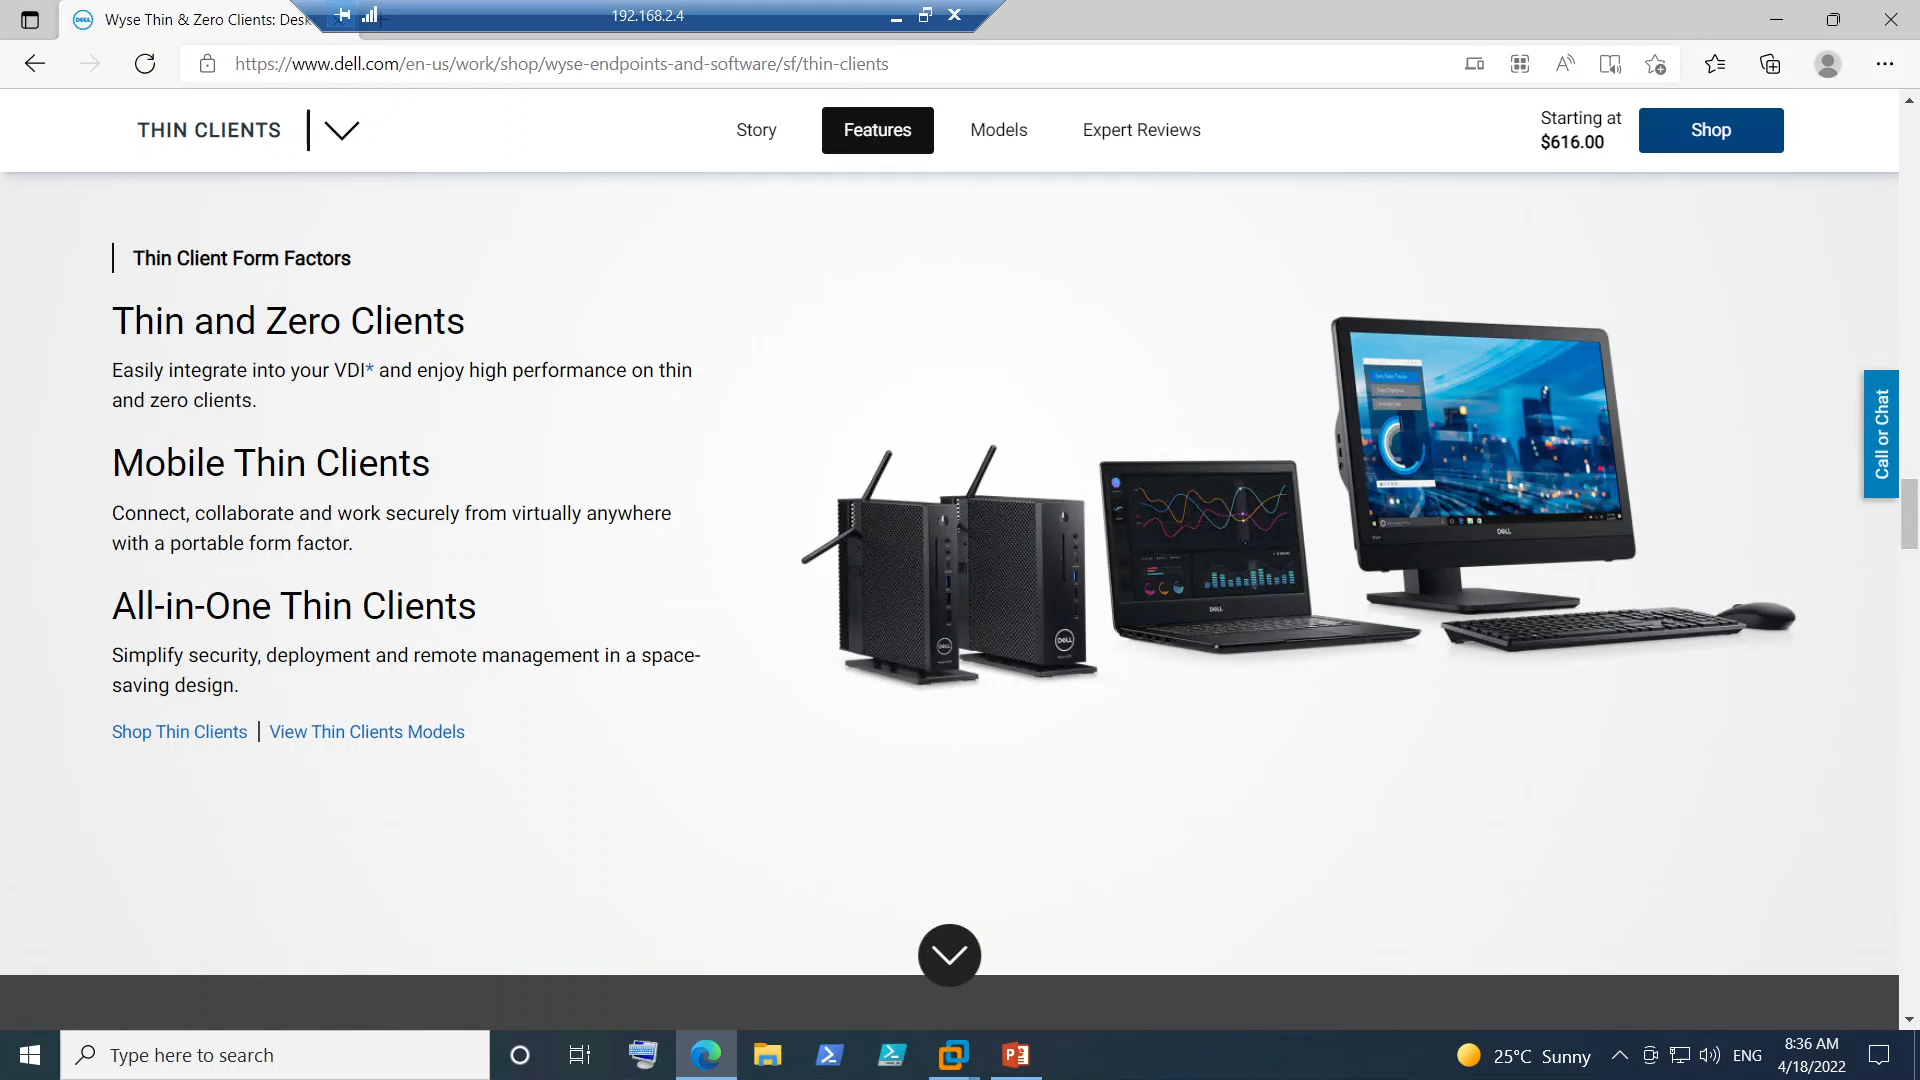 Wyse Thin & Zero Clients: Desk
192.168.2.4
https://www.dell.com/en-us/work/shop/wyse-endpoints-and-software/sf/thin-clients
THIN CLIENTS
Story
Features
Models
Expert Reviews
Starting at
$616.00
Shop
Thin Client Form Factors
Thin and Zero Clients
Easily integrate into your VDI* and enjoy high performance on thin
and zero clients.
Mobile Thin Clients
Connect, collaborate and work securely from virtually anywhere
with a portable form factor.
All-in-One Thin Clients
Simplify security, deployment and remote management in a space-
saving design.
Shop Thin Clients | View Thin Clients Models
DELL
DELL
DELL
DELL
Call or Chat
Type here to search
25°C Sunny
ENG
8:36 AM
4/18/2022